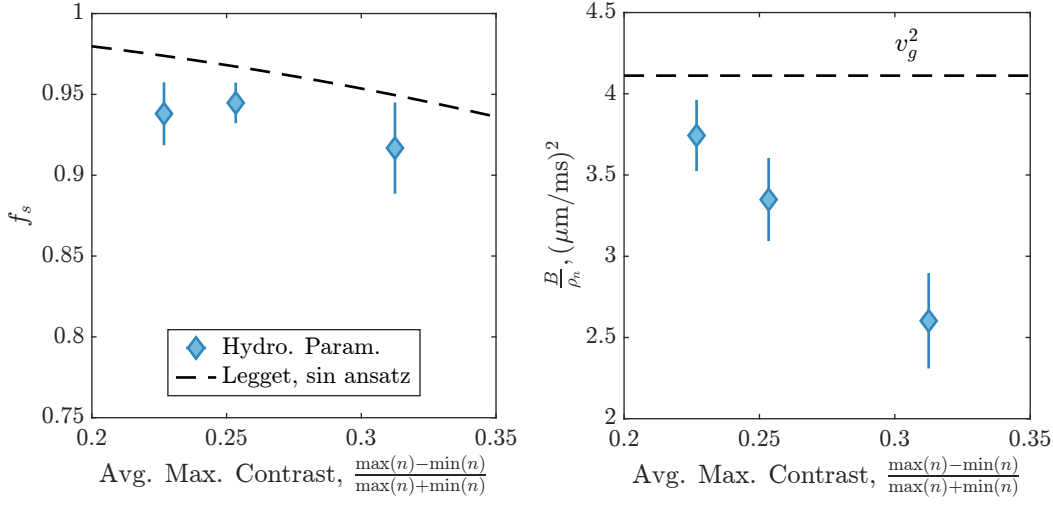 1
0.95
0.9
0.85
0.8
0.75
f_s
0.2
0.25
0.3
0.35
Hydro. Param.
Legget, sin ansatz
Avg. Max. Contrast, \frac{max(n)−min(n)}{max(n)+min(n)}
4.5
4
3.5
3
2.5
2
\frac{B}{ρ_n}, (μm/ms)^2
v_g^2
0.2
0.25
0.3
0.35
Avg. Max. Contrast, \frac{max(n)−min(n)}{max(n)+min(n)}